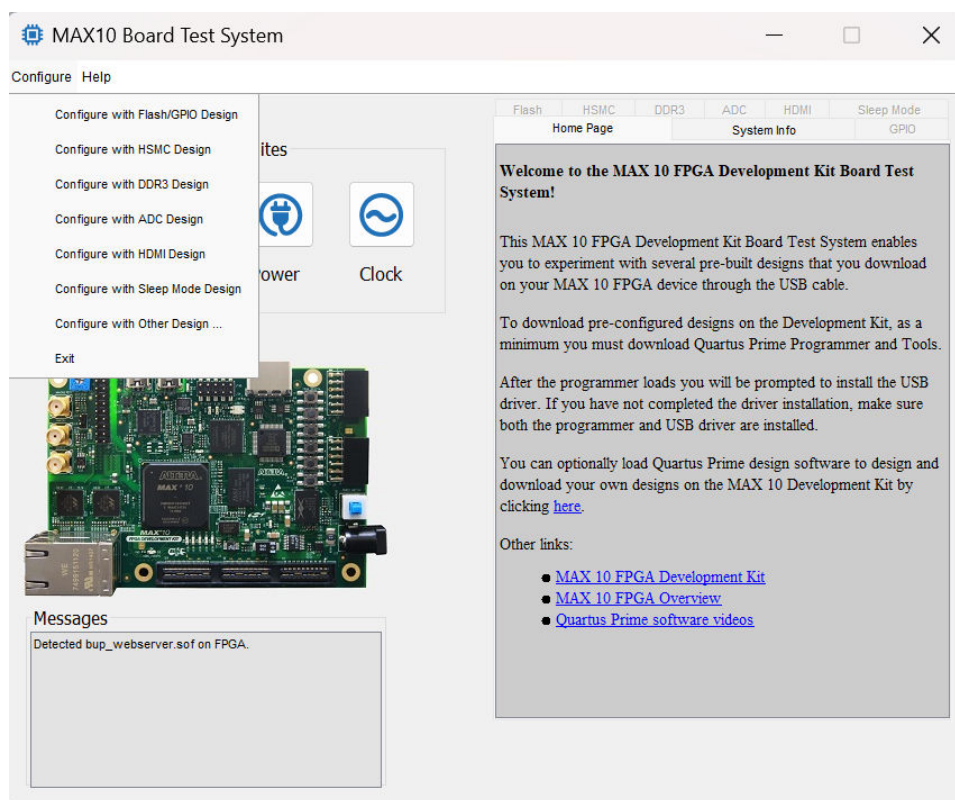 MAX10 Board Test System
Configure Help
Configure with Flash/GPIO Design
Configure with HSMC Design
Configure with DDR3 Design
Configure with ADC Design
Configure with HDMI Design
Configure with Sleep Mode Design
Configure with Other Design ...
Exit
ites
ower
Clock
ALTERA
MAX 10
MAX 10
FPGA DEVELOPMENT KIT
WE
7499151120
Messages
Detected bup_webserver.sof on FPGA.
Flash HSMC DDR3 ADC HDMI Sleep Mode
Home Page System Info GPIO
Welcome to the MAX 10 FPGA Development Kit Board Test
System!
This MAX 10 FPGA Development Kit Board Test System enables
you to experiment with several pre-built designs that you download
on your MAX 10 FPGA device through the USB cable.
To download pre-configured designs on the Development Kit, as a
minimum you must download Quartus Prime Programmer and Tools.
After the programmer loads you will be prompted to install the USB
driver. If you have not completed the driver installation, make sure
both the programmer and USB driver are installed.
You can optionally load Quartus Prime design software to design and
download your own designs on the MAX 10 Development Kit by
clicking here.
Other links:
MAX 10 FPGA Development Kit
MAX 10 FPGA Overview
Quartus Prime software videos